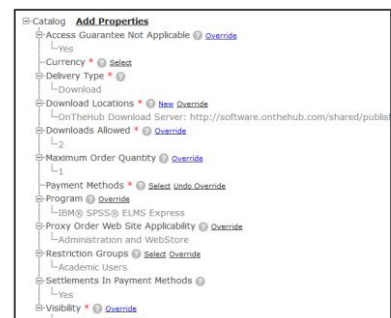 Catalog Add Properties
Access Guarantee Not Applicable ? Override
Yes
Currency * ? Select
Delivery Type * ?
Download
Download Locations * ? New Override
OnTheHub Download Server: http://software.onthehub.com/shared/publis
Downloads Allowed * ? Override
2
Maximum Order Quantity ? Override
1
Payment Methods * ? Select Undo Override
Program ? Override
IBM® SPSS® ELMS Express
Proxy Order Web Site Applicability ? Override
Administration and WebStore
Restriction Groups ? Select Override
Academic Users
Settlements In Payment Methods ?
Yes
Visibility * ? Override